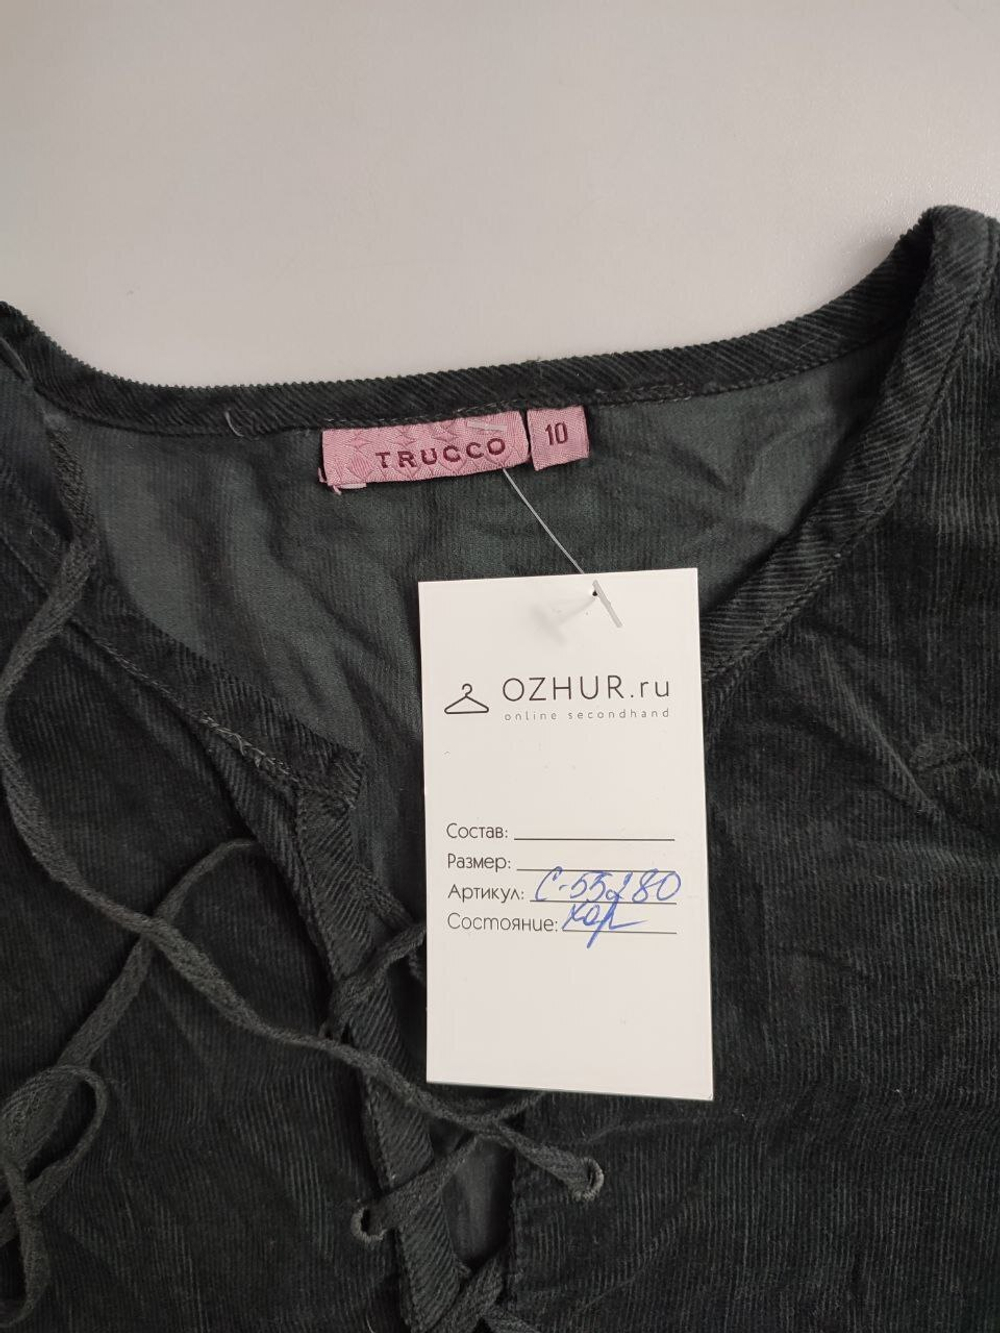 TRUCCO
10
OZHUR.ru
online secondhand
Состав:
Размер:
Артикул: С-55280
Состояние: хор